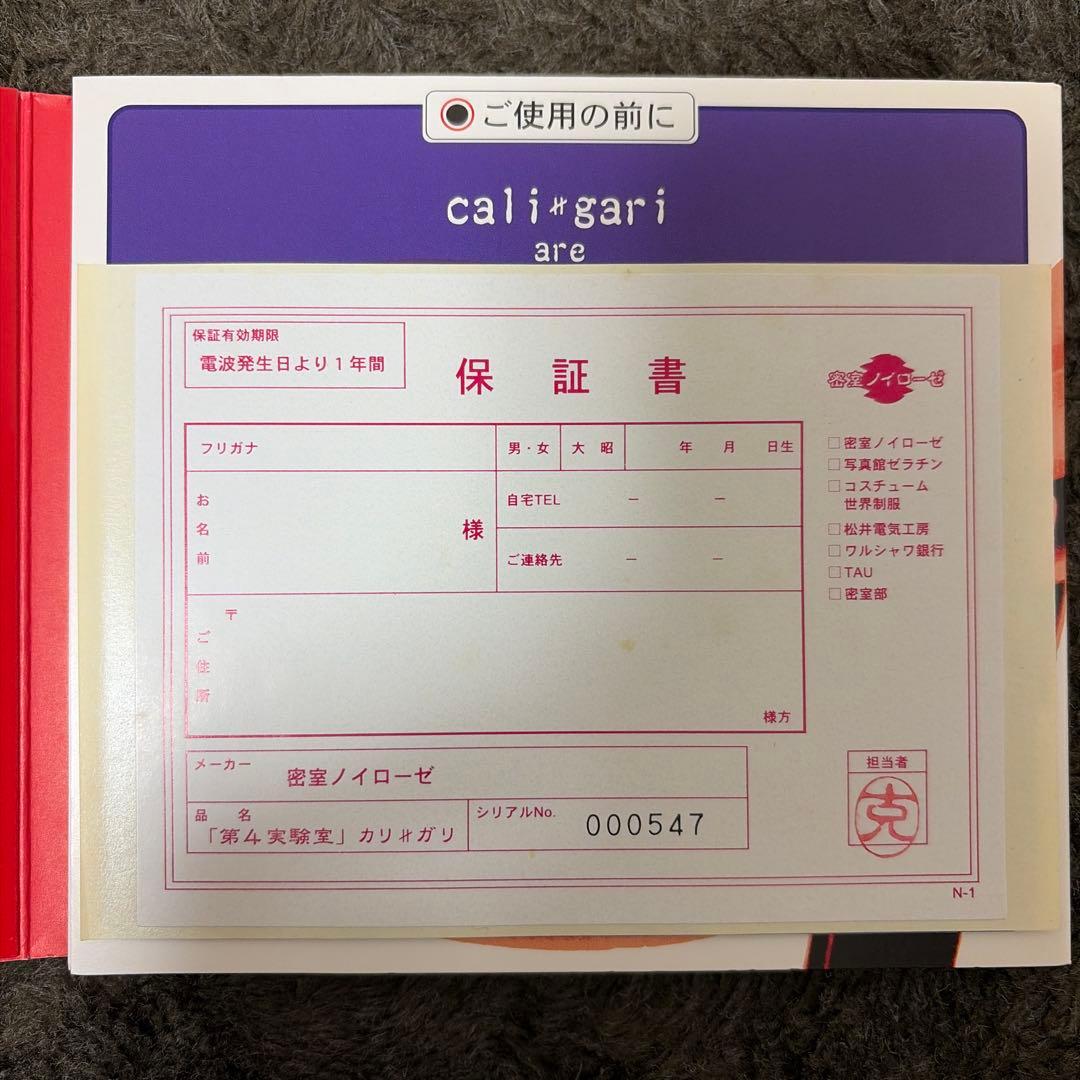 ご使用の前に
cali≠gari
are
保証有効期限
電波発生日より1年間
保証書
密室ノイローゼ
フリガナ
男・女
大 昭
年 月 日生
お名前
様
自宅TEL － －
ご連絡先 － －
〒
ご住所
様方
□密室ノイローゼ
□写真館ゼラチン
□コスチューム
世界制服
□松井電気工房
□ワルシャワ銀行
□TAU
□密室部
メーカー
密室ノイローゼ
品名
「第4実験室」カリ≠ガリ
シリアルNo.
000547
担当者
克
N-1